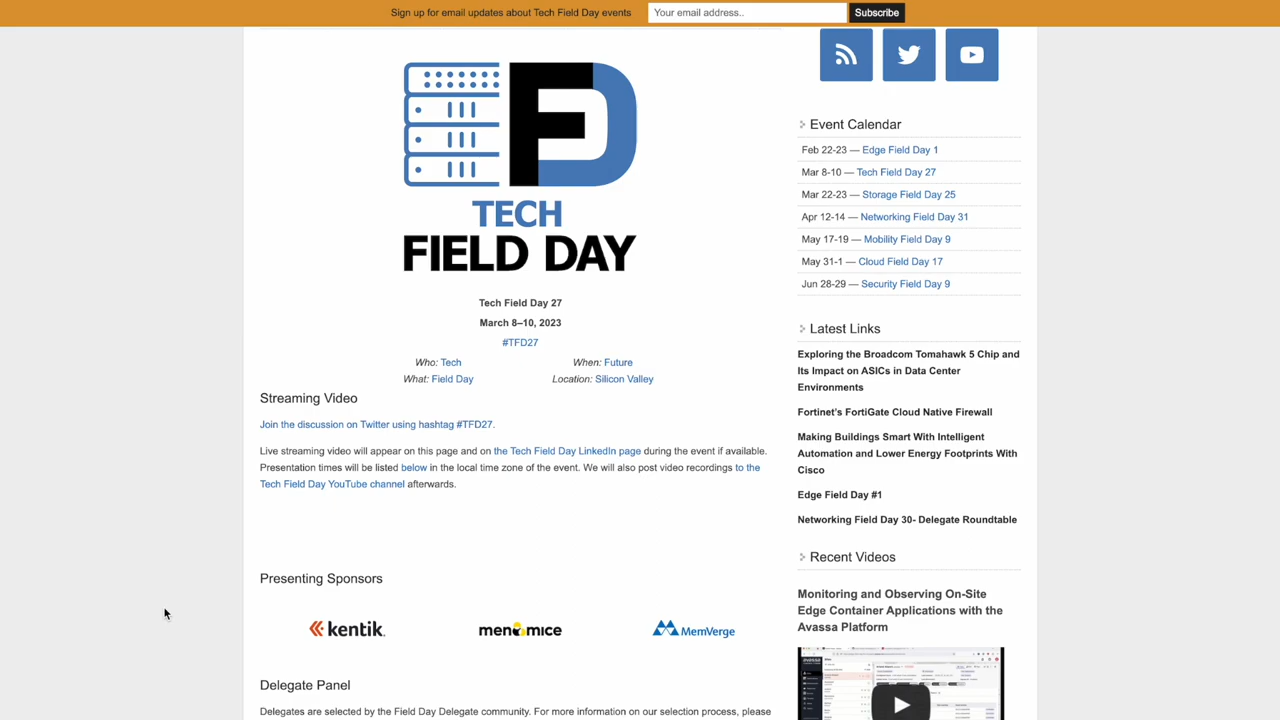 Sign up for email updates about Tech Field Day events
Your email address..
Subscribe
TECH
FIELD DAY
Tech Field Day 27
March 8–10, 2023
#TFD27
Who: Tech
When: Future
What: Field Day
Location: Silicon Valley
Streaming Video
Join the discussion on Twitter using hashtag #TFD27.
Live streaming video will appear on this page and on the Tech Field Day LinkedIn page during the event if available.
Presentation times will be listed below in the local time zone of the event. We will also post video recordings to the
Tech Field Day YouTube channel afterwards.
Presenting Sponsors
kentik.
men&mice
MemVerge
Delegate Panel
Delegates are selected by the Field Day Delegate community. For more information on our selection process, please
Event Calendar
Feb 22-23 — Edge Field Day 1
Mar 8-10 — Tech Field Day 27
Mar 22-23 — Storage Field Day 25
Apr 12-14 — Networking Field Day 31
May 17-19 — Mobility Field Day 9
May 31-1 — Cloud Field Day 17
Jun 28-29 — Security Field Day 9
Latest Links
Exploring the Broadcom Tomahawk 5 Chip and
Its Impact on ASICs in Data Center
Environments
Fortinet's FortiGate Cloud Native Firewall
Making Buildings Smart With Intelligent
Automation and Lower Energy Footprints With
Cisco
Edge Field Day #1
Networking Field Day 30- Delegate Roundtable
Recent Videos
Monitoring and Observing On-Site
Edge Container Applications with the
Avassa Platform
avassa